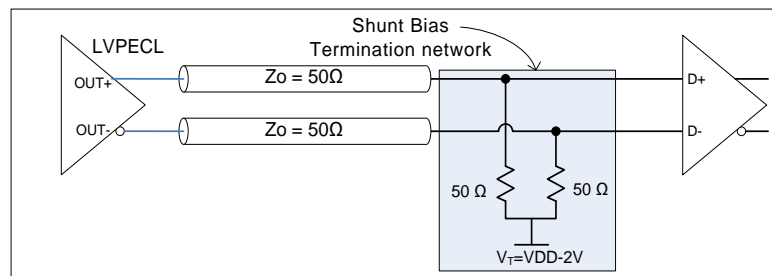 Shunt Bias
Termination network
LVPECL
OUT+
Zo = 50Ω
D+
OUT-
Zo = 50Ω
D-
50 Ω
50 Ω
VT=VDD-2V